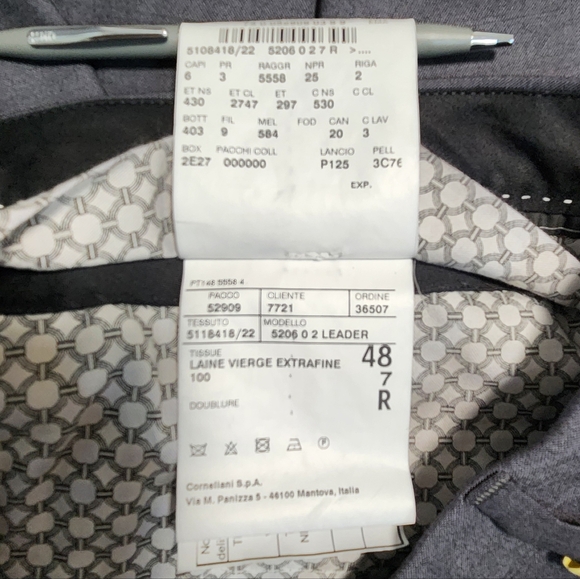 5108418/22 5206 0 2 7 R >....
CAPI PR RAGGR NPR RIGA
6 3 5558 25 2
ET NS ET CL ET C NS C CL
430 2747 297 530
BOTT FIL MEL FOD CAN C LAV
403 9 584 20 3
BOX PACCHI COLL LANCIO PELL
2E27 000000 P125 3C76
EXP.
PACCO CLIENTE ORDINE
52909 7721 36507
TESSUTO MODELLO
5118418/22 5206 0 2 LEADER
TISSUE 48
LAINE VIERGE EXTRAFINE
100 7
DOUBLURE R
Corneliani S.p.A.
Via M. Panizza 5 - 46100 Mantova, Italia